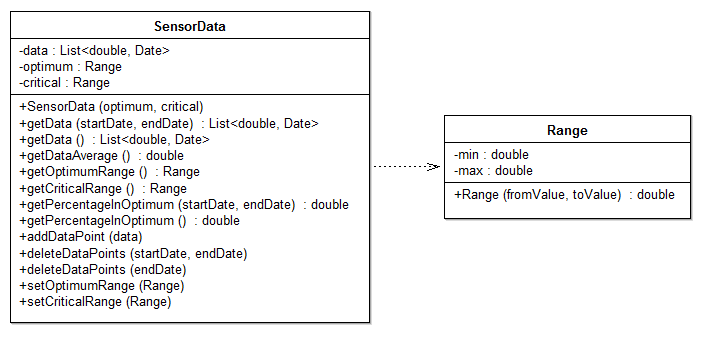 SensorData
-data : List<double, Date>
-optimum : Range
-critical : Range
+SensorData (optimum, critical)
+getData (startDate, endDate) : List<double, Date>
+getData () : List<double, Date>
+getDataAverage () : double
+getOptimumRange () : Range
+getCriticalRange () : Range
+getPercentageInOptimum (startDate, endDate) : double
+getPercentageInOptimum () : double
+addDataPoint (data)
+deleteDataPoints (startDate, endDate)
+deleteDataPoints (endDate)
+setOptimumRange (Range)
+setCriticalRange (Range)
Range
-min : double
-max : double
+Range (fromValue, toValue) : double